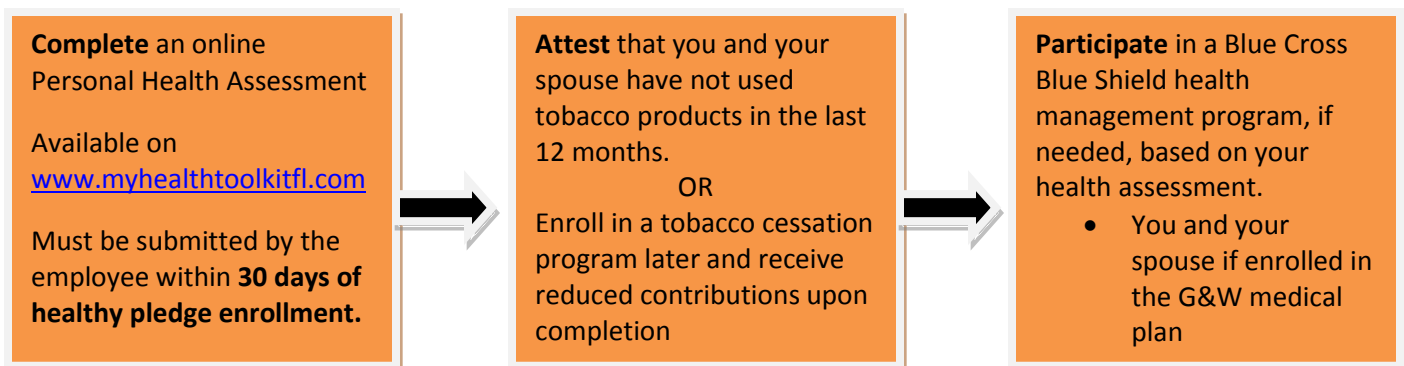 Complete an online
Personal Health Assessment
Available on
www.myhealthtoolkitfl.com
Must be submitted by the
employee within 30 days of
healthy pledge enrollment.
Attest that you and your
spouse have not used
tobacco products in the last
12 months.
OR
Enroll in a tobacco cessation
program later and receive
reduced contributions upon
completion
Participate in a Blue Cross
Blue Shield health
management program, if
needed, based on your
health assessment.
• You and your
spouse if enrolled in
the G&W medical
plan